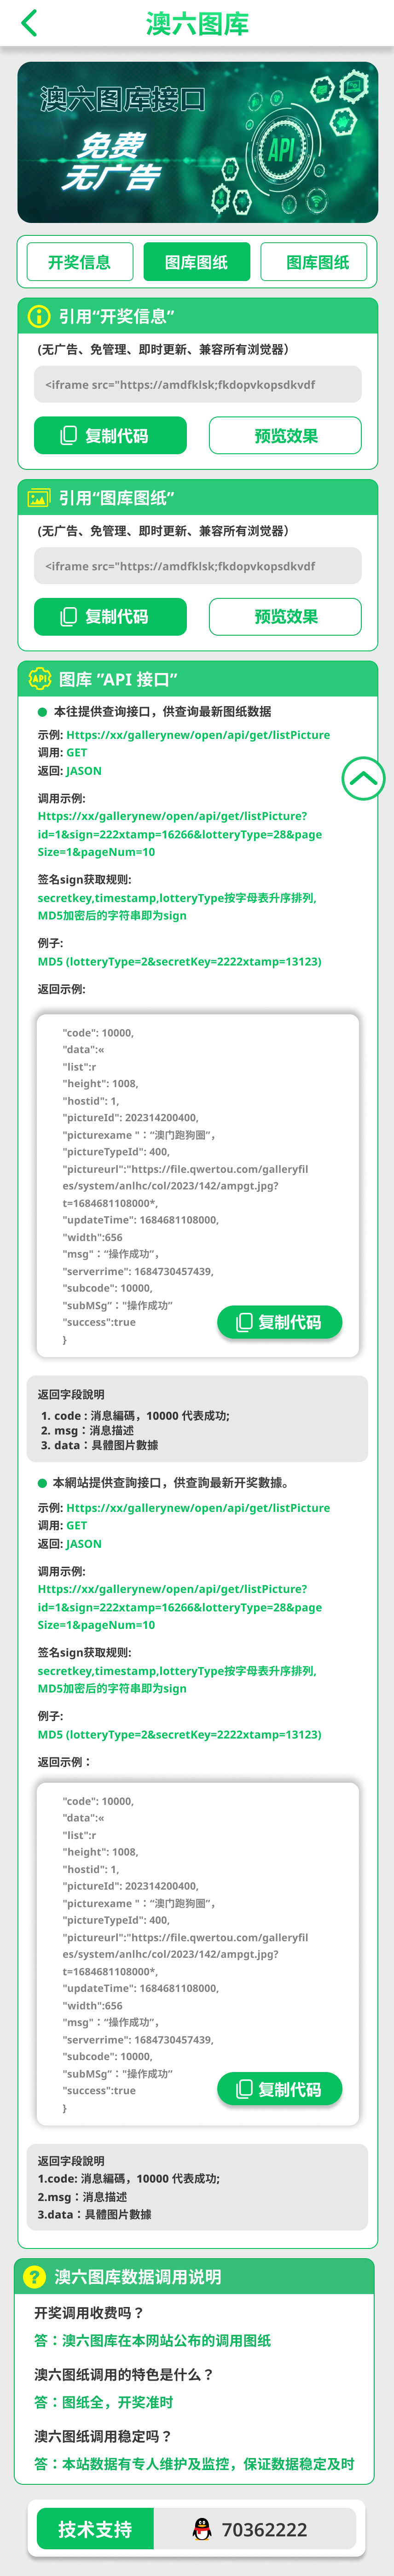 澳六图库
澳六图库接口
免费
无广告
API
开奖信息
图库图纸
图库图纸
引用“开奖信息”
(无广告、免管理、即时更新、兼容所有浏览器）
<iframe src="https://amdfklsk;fkdopvkopsdkvdf
复制代码
预览效果
引用“图库图纸”
(无广告、免管理、即时更新、兼容所有浏览器）
<iframe src="https://amdfklsk;fkdopvkopsdkvdf
复制代码
预览效果
API
图库 “API 接口”
本往提供查询接口，供查询最新图纸数据
示例: Https://xx/gallerynew/open/api/get/listPicture
调用: GET
返回: JASON
调用示例:
Https://xx/gallerynew/open/api/get/listPicture?
id=1&sign=222xtamp=16266&lotteryType=28&page
Size=1&pageNum=10
签名sign获取规则:
secretkey,timestamp,lotteryType按字母表升序排列,
MD5加密后的字符串即为sign
例子:
MD5 (lotteryType=2&secretKey=2222xtamp=13123)
返回示例:
"code": 10000,
"data":«
"list":r
"height": 1008,
"hostid": 1,
"pictureId": 202314200400,
"picturexame "：“澳门跑狗圈”，
"pictureTypeId": 400,
"pictureurl":"https://file.qwertou.com/galleryfil
es/system/anlhc/col/2023/142/ampgt.jpg?
t=1684681108000*,
"updateTime": 1684681108000,
"width":656
"msg"：“操作成功”，
"serverrime": 1684730457439,
"subcode": 10000,
"subMSg"："操作成功”
"success":true
}
复制代码
返回字段說明
1. code : 消息編碼，10000 代表成功;
2. msg：消息描述
3. data：具體图片數據
本網站提供查詢接口，供查詢最新开奖數據。
示例: Https://xx/gallerynew/open/api/get/listPicture
调用: GET
返回: JASON
调用示例:
Https://xx/gallerynew/open/api/get/listPicture?
id=1&sign=222xtamp=16266&lotteryType=28&page
Size=1&pageNum=10
签名sign获取规则:
secretkey,timestamp,lotteryType按字母表升序排列,
MD5加密后的字符串即为sign
例子:
MD5 (lotteryType=2&secretKey=2222xtamp=13123)
返回示例：
"code": 10000,
"data":«
"list":r
"height": 1008,
"hostid": 1,
"pictureId": 202314200400,
"picturexame "：“澳门跑狗圈”，
"pictureTypeId": 400,
"pictureurl":"https://file.qwertou.com/galleryfil
es/system/anlhc/col/2023/142/ampgt.jpg?
t=1684681108000*,
"updateTime": 1684681108000,
"width":656
"msg"：“操作成功”，
"serverrime": 1684730457439,
"subcode": 10000,
"subMSg"："操作成功”
"success":true
}
复制代码
返回字段說明
1.code: 消息編碼，10000 代表成功;
2.msg：消息描述
3.data：具體图片數據
澳六图库数据调用说明
开奖调用收费吗？
答：澳六图库在本网站公布的调用图纸
澳六图纸调用的特色是什么？
答：图纸全，开奖准时
澳六图纸调用稳定吗？
答：本站数据有专人维护及监控，保证数据稳定及时
技术支持
70362222